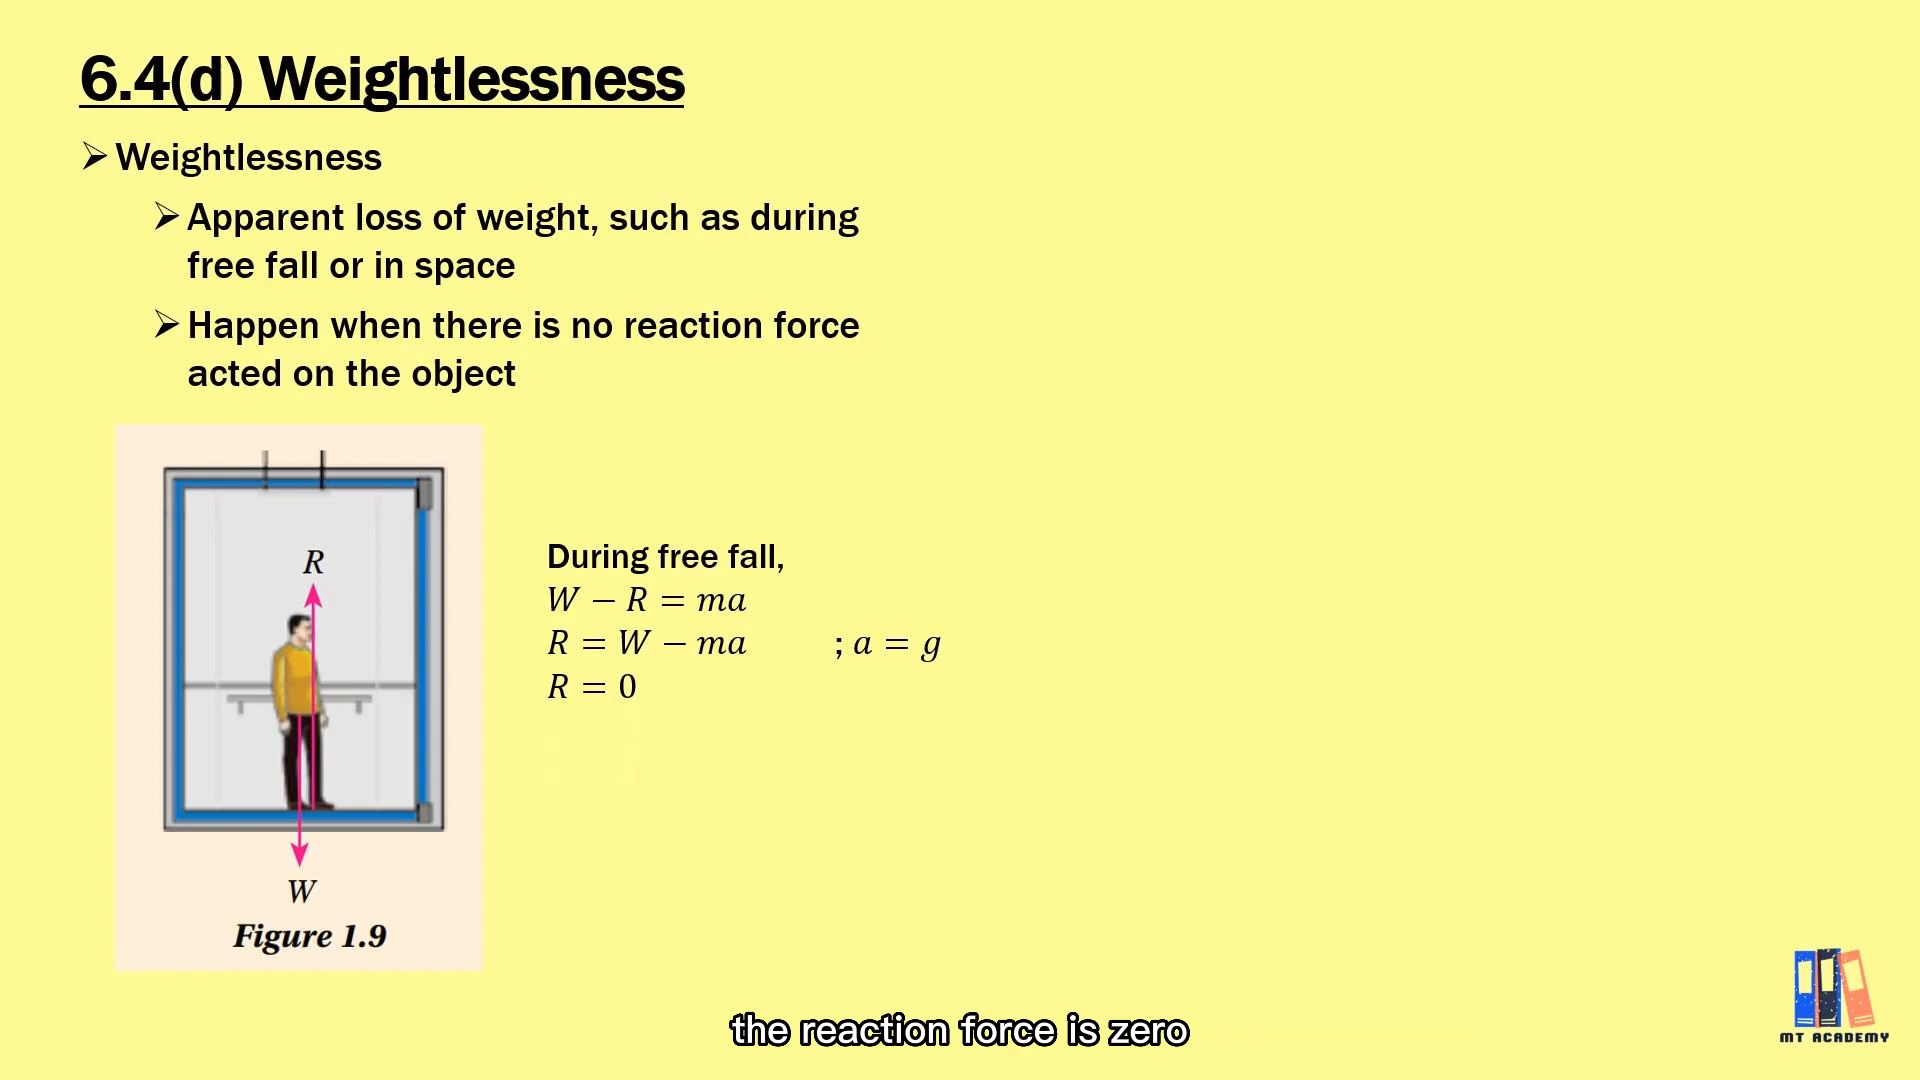 6.4(d) Weightlessness
➢ Weightlessness
➢ Apparent loss of weight, such as during
free fall or in space
➢ Happen when there is no reaction force
acted on the object
R
W
Figure 1.9
During free fall,
W − R = ma
R = W − ma ; a = g
R = 0
the reaction force is zero
MT ACADEMY